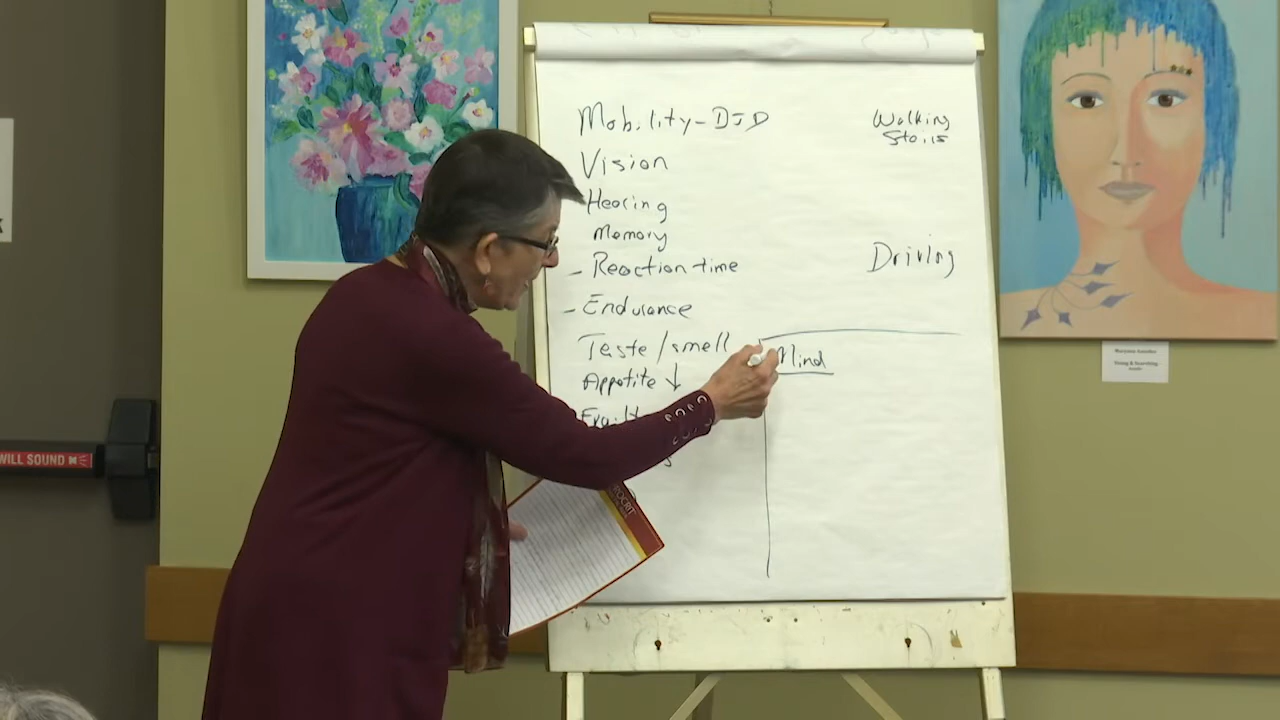 Mobility - DJD
Walking
Stairs
Vision
Hearing
Memory
- Reaction time
Driving
- Endurance
Taste/smell
Mind
Appetite ↓
WILL SOUND